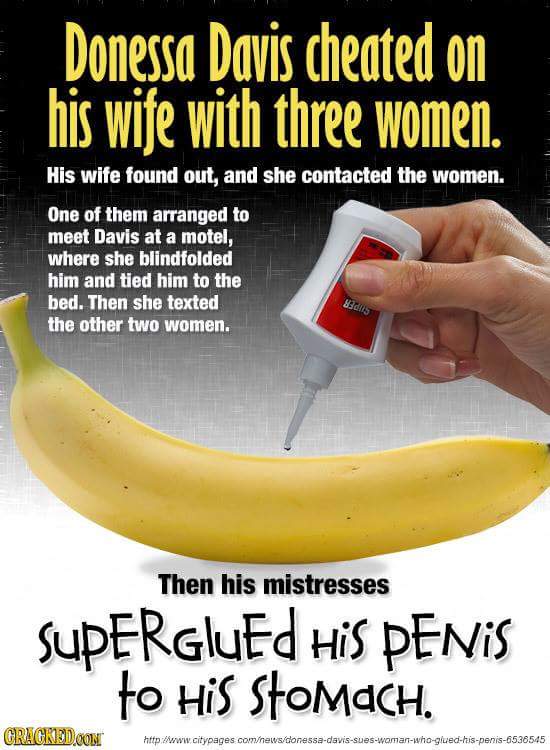 Donessa Davis cheated on
his wife with three women.
His wife found out, and she contacted the women.
One of them arranged to
meet Davis at a motel,
where she blindfolded
him and tied him to the
bed. Then she texted
the other two women.
SUPER
Then his mistresses
SUPERGLUED HIS PENIS
to HIS STOMACH.
CRACKED.COM
http://www.citypages.com/news/donessa-davis-sues-woman-who-glued-his-penis-6536545